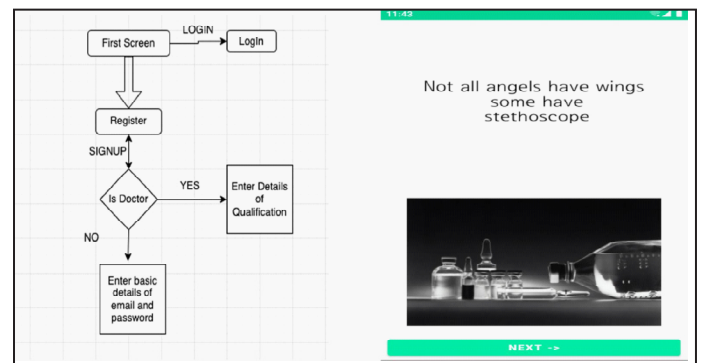 First Screen
LOGIN
LogIn
Register
SIGNUP
Is Doctor
YES
Enter Details
of
Qualification
NO
Enter basic
details of
email and
password
11:43
Not all angels have wings
some have
stethoscope
NEXT ->